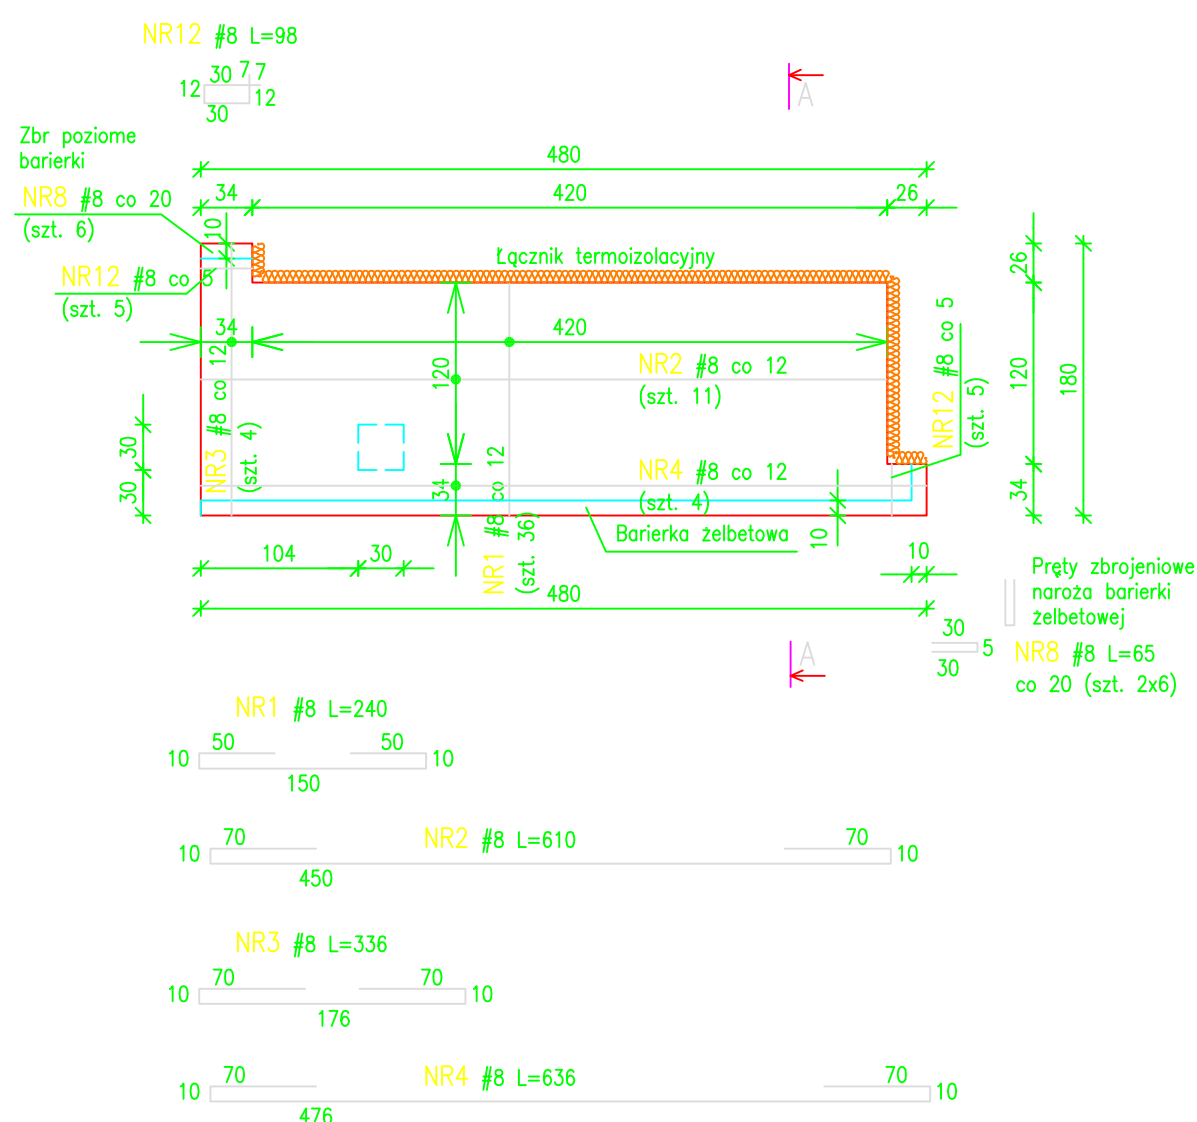 NR12 #8 L=98
30 7 7
12
12
30
A
Zbr poziome
barierki
480
NR8 #8 co 20
(szt. 6)
34
420
26
10
Łącznik termoizolacyjny
NR12 #8 co 5
(szt. 5)
26
34
420
120
NR2 #8 co 12
(szt. 11)
NR12 #8 co 5
(szt. 5)
120
180
NR3 #8 co 12
(szt. 4)
30
30
34
NR4 #8 co 12
(szt. 4)
34
NR1 #8 co 12
(szt. 36)
Barierka żelbetowa
10
104
30
10
480
Pręty zbrojeniowe
naroża barierki
żelbetowej
30
5
30
A
NR8 #8 L=65
co 20 (szt. 2x6)
NR1 #8 L=240
50
50
10
10
150
NR2 #8 L=610
70
70
10
10
450
NR3 #8 L=336
70
70
10
10
176
NR4 #8 L=636
70
70
10
10
476